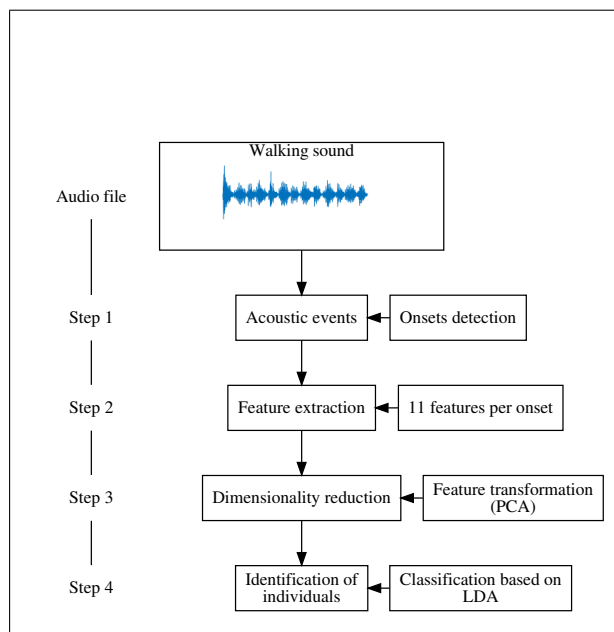 Walking sound
Audio file
Step 1
Acoustic events
Onsets detection
Step 2
Feature extraction
11 features per onset
Step 3
Dimensionality reduction
Feature transformation
(PCA)
Step 4
Identification of
individuals
Classification based on
LDA